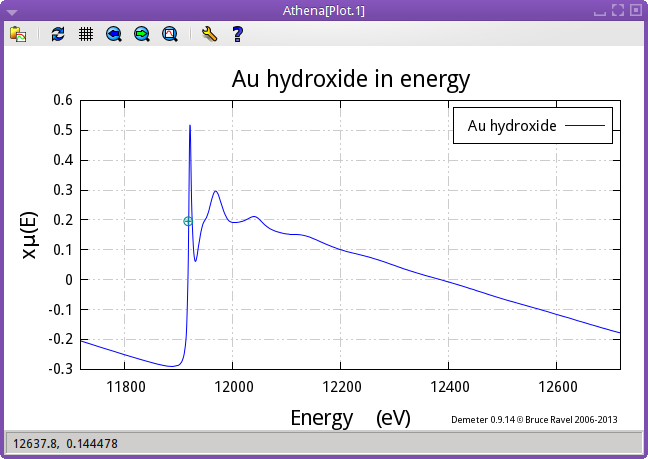 Athena[Plot.1]
?
Au hydroxide in energy
Au hydroxide
0.6
0.5
0.4
0.3
0.2
0.1
0
-0.1
-0.2
-0.3
xμ(E)
11800 12000 12200 12400 12600
Energy (eV)
Demeter 0.9.14 © Bruce Ravel 2006-2013
12637.8, 0.144478